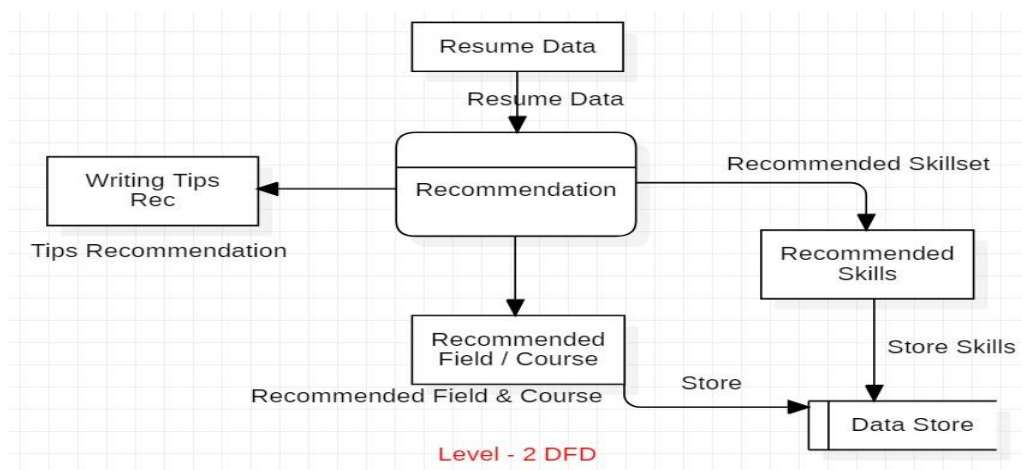 Resume Data
Resume Data
Recommendation
Writing Tips
Rec
Tips Recommendation
Recommended Skillset
Recommended
Skills
Recommended
Field / Course
Recommended Field & Course
Store
Store Skills
Data Store
Level - 2 DFD